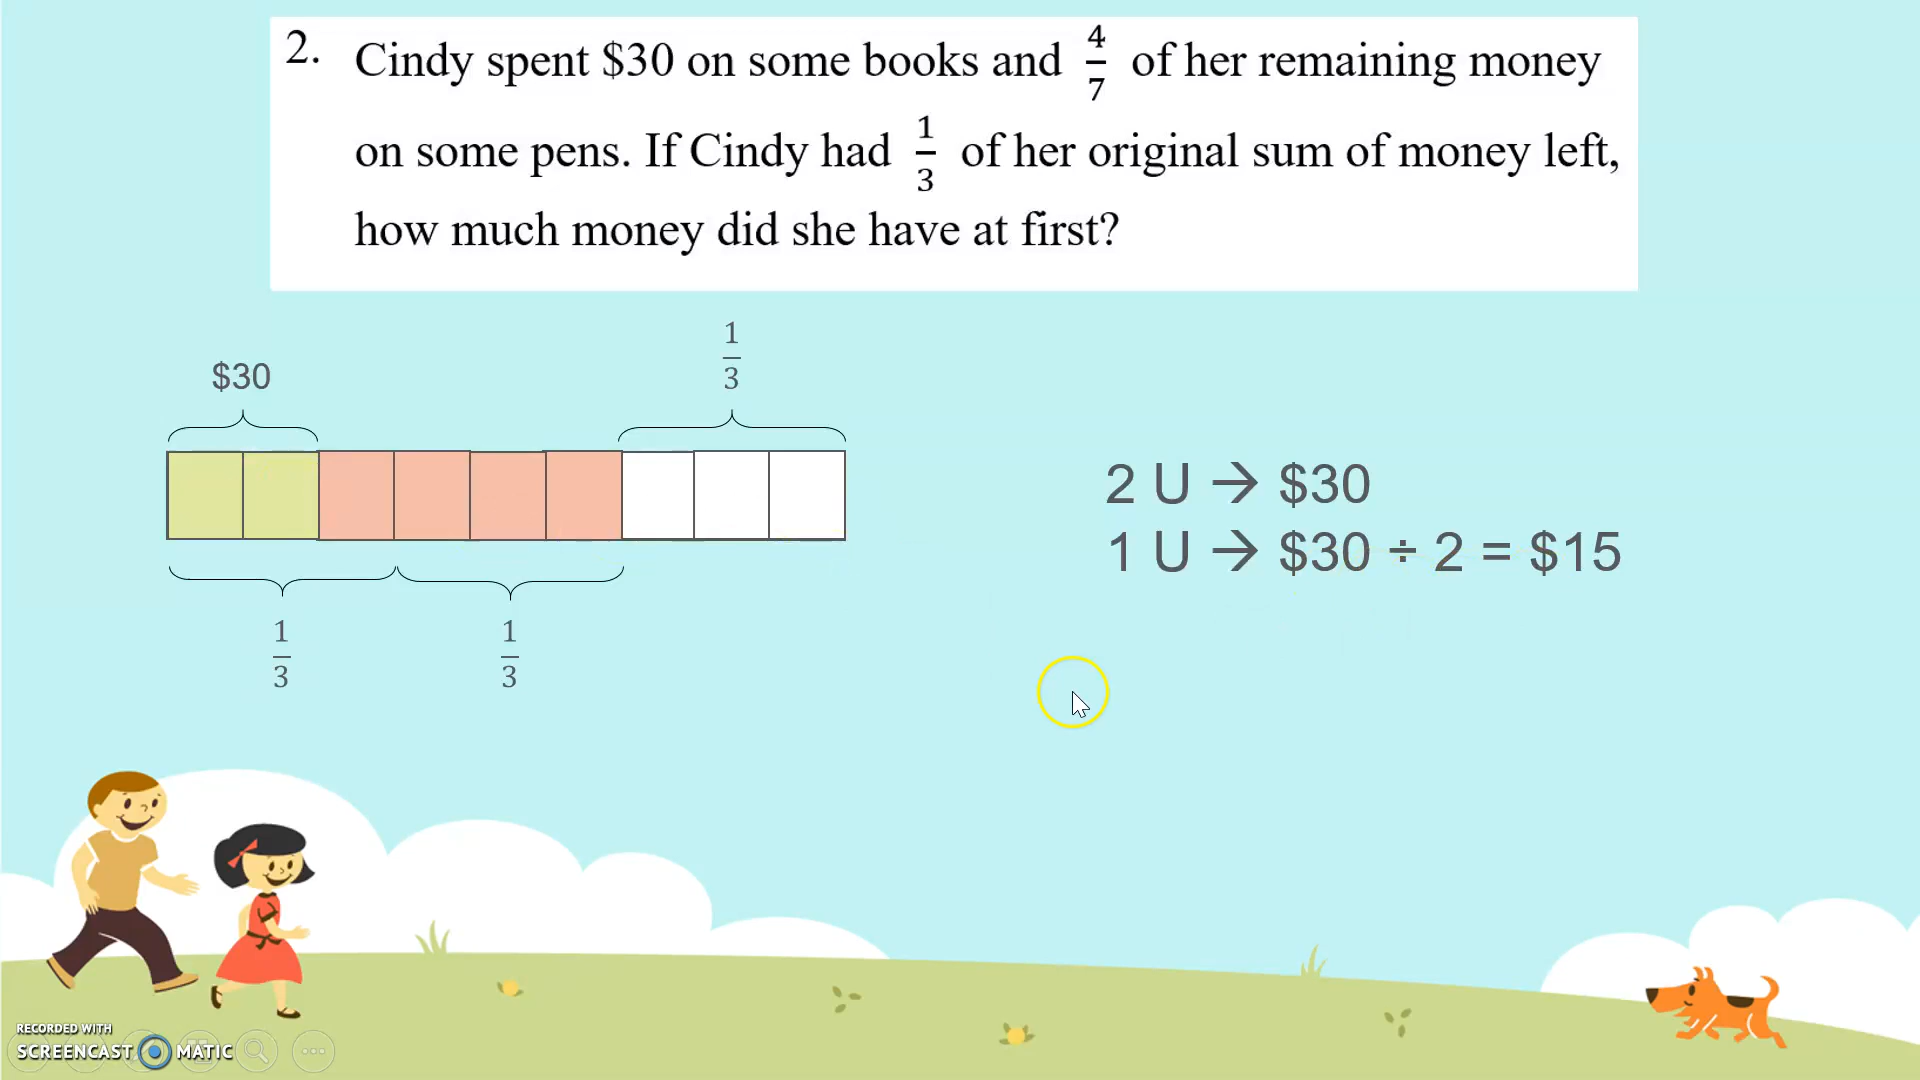 2. Cindy spent $30 on some books and 4/7 of her remaining money
on some pens. If Cindy had 1/3 of her original sum of money left,
how much money did she have at first?
$30
1/3
2 U → $30
1 U → $30 ÷ 2 = $15
1/3 1/3
RECORDED WITH
SCREENCAST MATIC